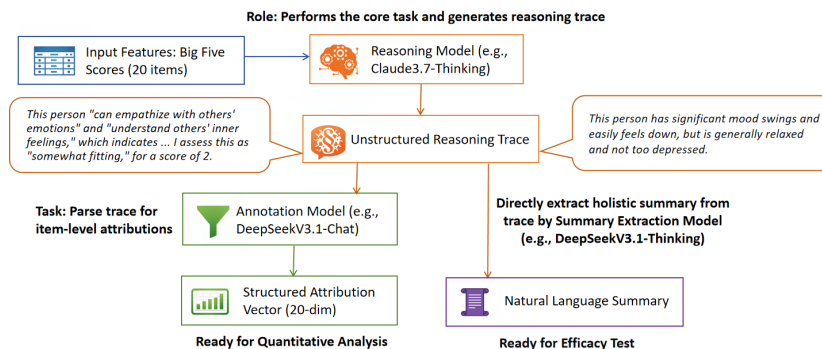 Role: Performs the core task and generates reasoning trace
Input Features: Big Five
Scores (20 items)
Reasoning Model (e.g.,
Claude3.7-Thinking)
This person "can empathize with others'
emotions" and "understand others' inner
feelings," which indicates ... I assess this as
"somewhat fitting," for a score of 2.
Unstructured Reasoning Trace
This person has significant mood swings and
easily feels down, but is generally relaxed
and not too depressed.
Task: Parse trace for
item-level attributions
Annotation Model (e.g.,
DeepSeekV3.1-Chat)
Directly extract holistic summary from
trace by Summary Extraction Model
(e.g., DeepSeekV3.1-Thinking)
Structured Attribution
Vector (20-dim)
Natural Language Summary
Ready for Quantitative Analysis
Ready for Efficacy Test